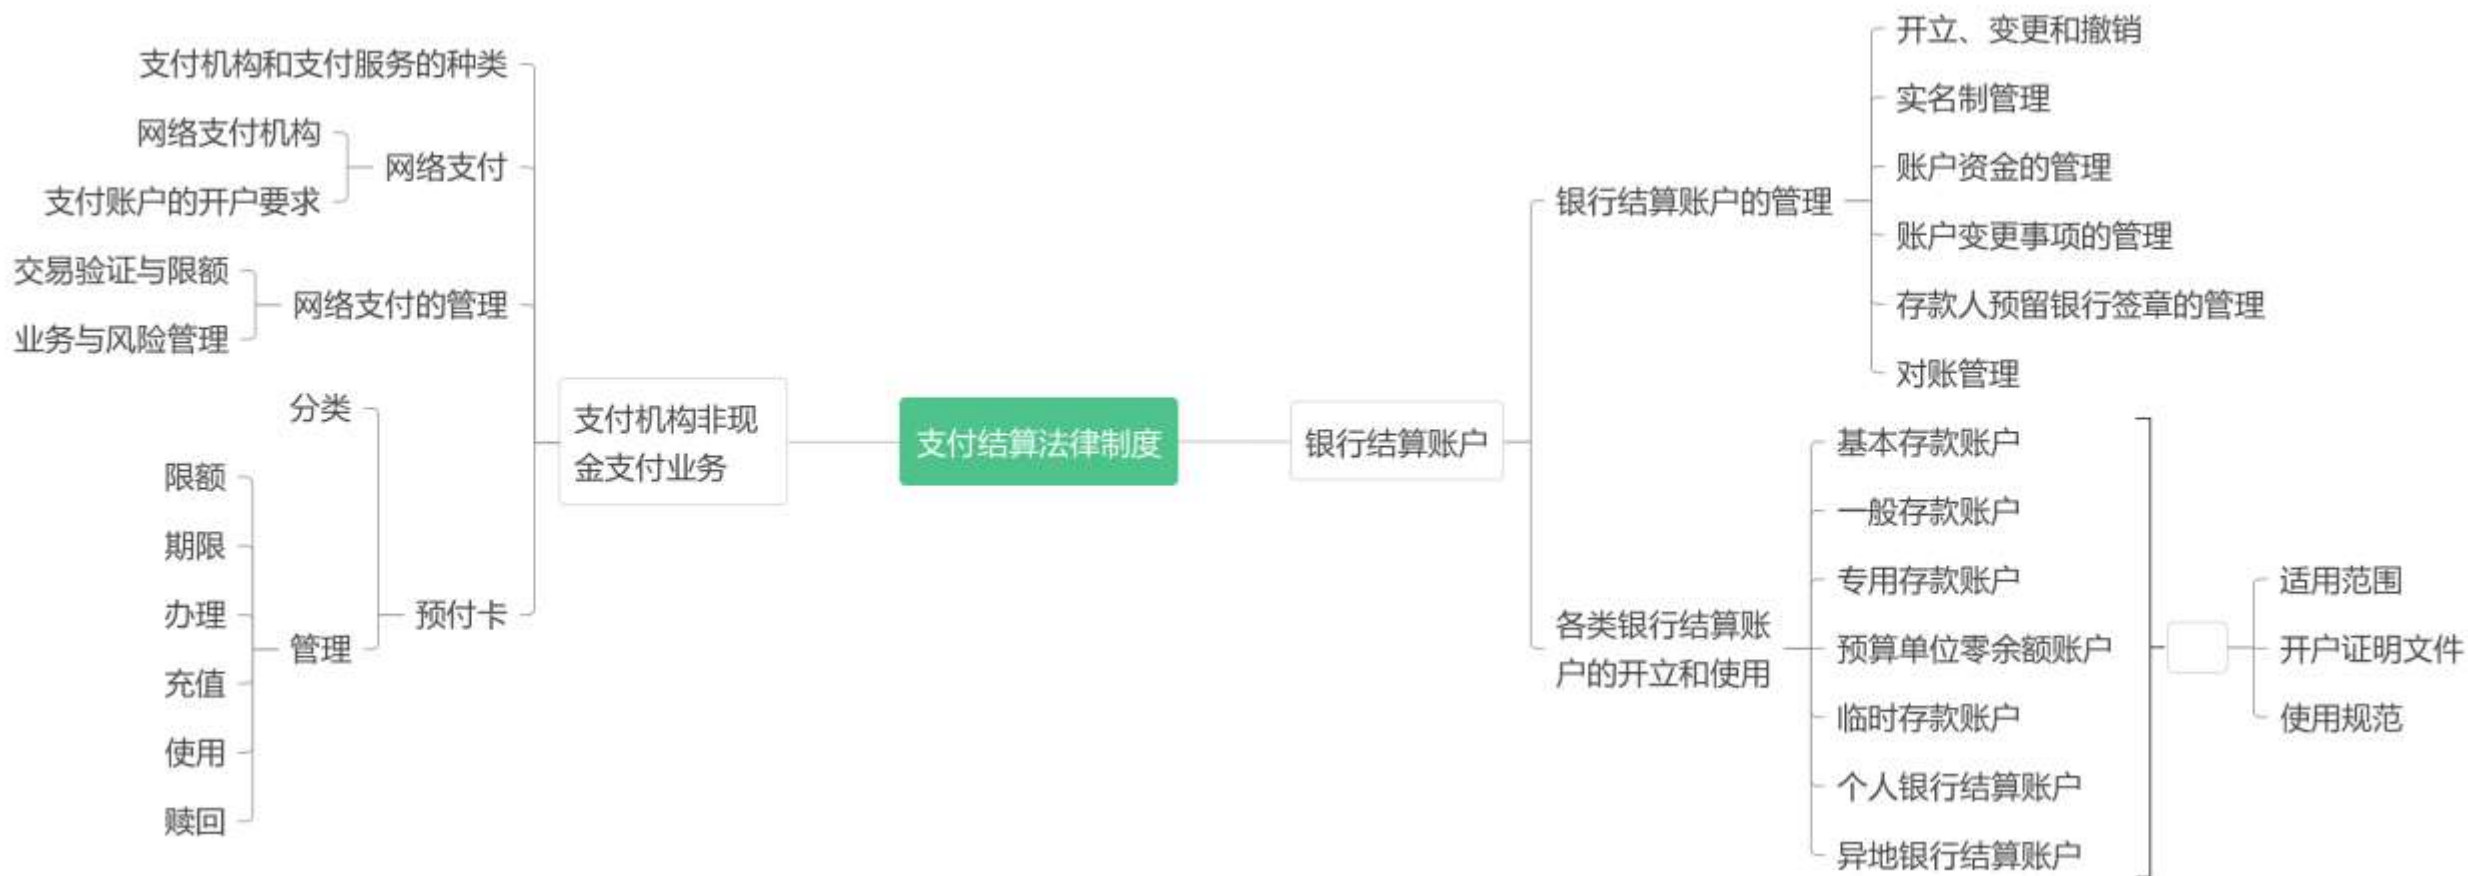 支付机构和支付服务的种类
网络支付机构
支付账户的开户要求
网络支付
交易验证与限额
业务与风险管理
网络支付的管理
分类
限额
期限
办理
充值
使用
赎回
管理
预付卡
支付机构非现
金支付业务
支付结算法律制度
银行结算账户
银行结算账户的管理
开立、变更和撤销
实名制管理
账户资金的管理
账户变更事项的管理
存款人预留银行签章的管理
对账管理
各类银行结算账
户的开立和使用
基本存款账户
一般存款账户
专用存款账户
预算单位零余额账户
临时存款账户
个人银行结算账户
异地银行结算账户
适用范围
开户证明文件
使用规范